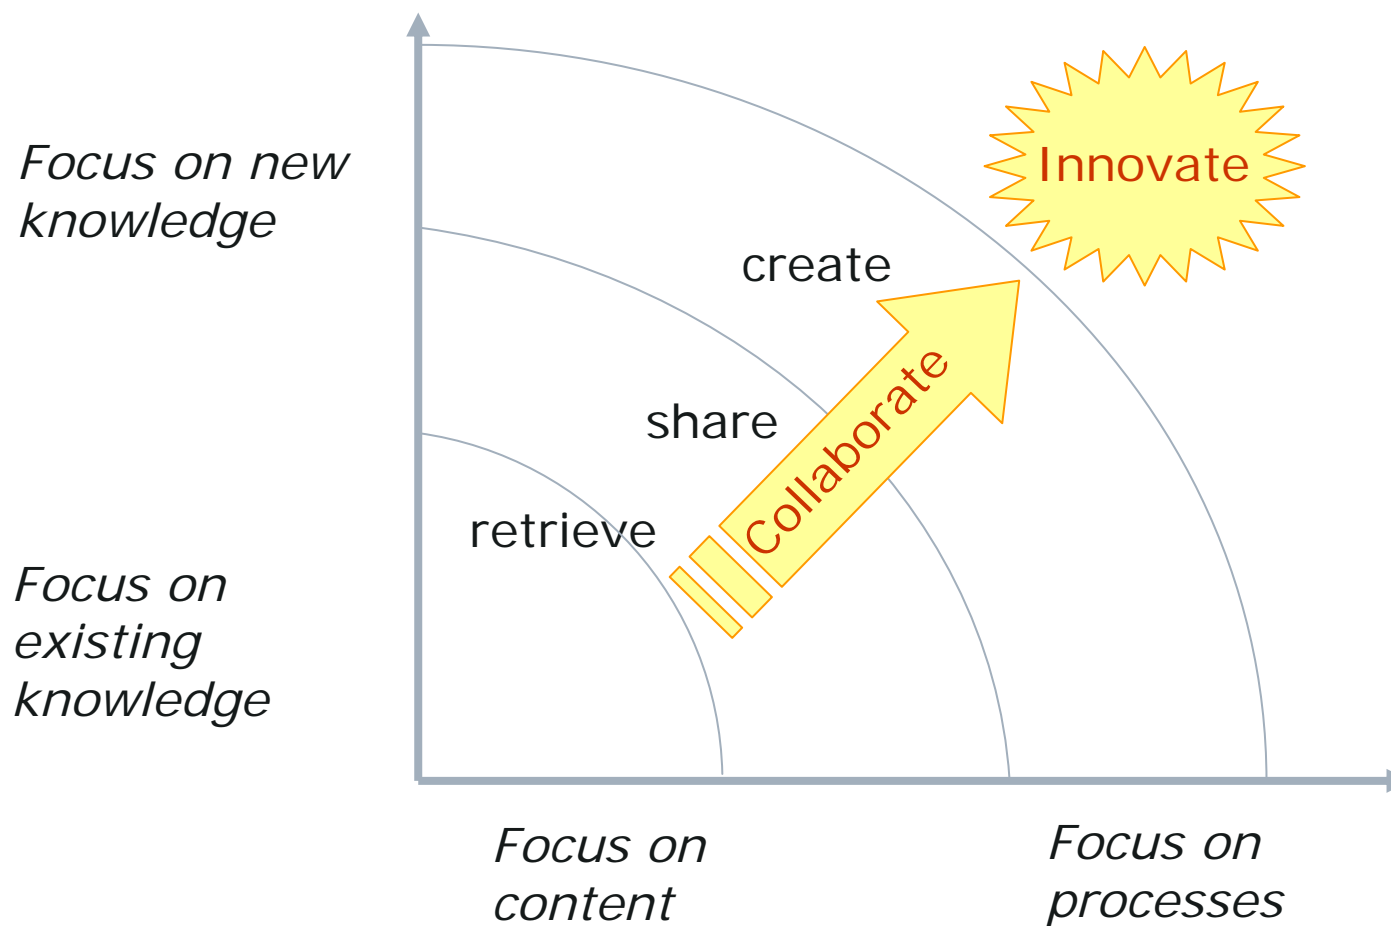 Focus on new
knowledge
Innovate
create
Collaborate
share
retrieve
Focus on
existing
knowledge
Focus on
content
Focus on
processes